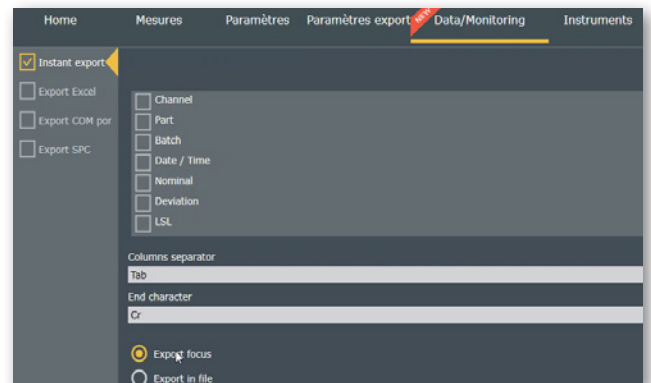 Home Mesures Paramètres Paramètres export NEW Data/Monitoring Instruments
Instant export
Export Excel
Export COM por
Export SPC
Channel
Part
Batch
Date / Time
Nominal
Deviation
LSL
Columns separator
Tab
End character
Cr
Export focus
Export in file